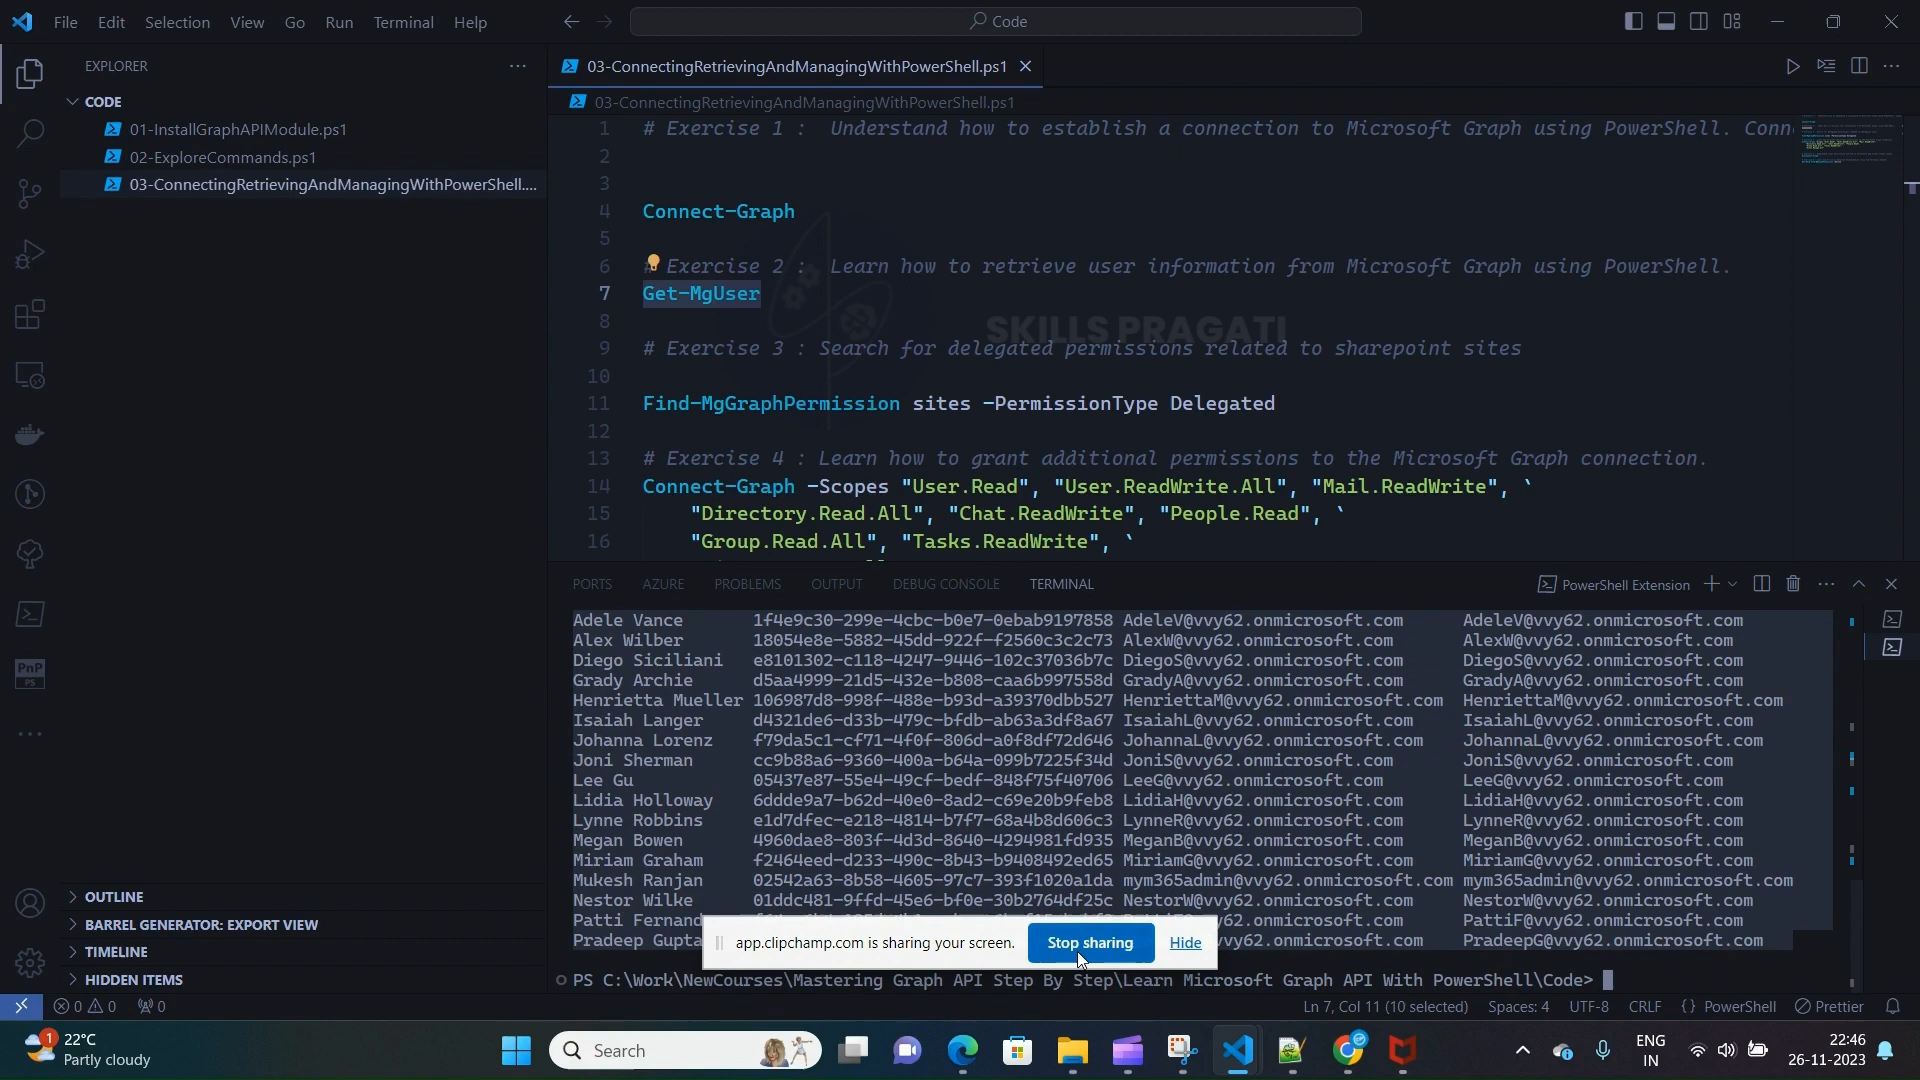 File Edit Selection View Go Run Terminal Help
Code
EXPLORER
CODE
01-InstallGraphAPIModule.ps1
02-ExploreCommands.ps1
03-ConnectingRetrievingAndManagingWithPowerShell....
OUTLINE
BARREL GENERATOR: EXPORT VIEW
TIMELINE
HIDDEN ITEMS
PnP
PS
03-ConnectingRetrievingAndManagingWithPowerShell.ps1
03-ConnectingRetrievingAndManagingWithPowerShell.ps1
1 # Exercise 1 :  Understand how to establish a connection to Microsoft Graph using PowerShell. Conn
2
3
4 Connect-Graph
5
6 # Exercise 2 :  Learn how to retrieve user information from Microsoft Graph using PowerShell.
7 Get-MgUser
8
SKILLS PRAGATI
9 # Exercise 3 : Search for delegated permissions related to sharepoint sites
10
11 Find-MgGraphPermission sites -PermissionType Delegated
12
13 # Exercise 4 : Learn how to grant additional permissions to the Microsoft Graph connection.
14 Connect-Graph -Scopes "User.Read", "User.ReadWrite.All", "Mail.ReadWrite", `
15 "Directory.Read.All", "Chat.ReadWrite", "People.Read", `
16 "Group.Read.All", "Tasks.ReadWrite", `
PORTS AZURE PROBLEMS OUTPUT DEBUG CONSOLE TERMINAL
PowerShell Extension
Adele Vance 1f4e9c30-299e-4cbc-b0e7-0ebab9197858 AdeleV@vvy62.onmicrosoft.com AdeleV@vvy62.onmicrosoft.com
Alex Wilber 18054e8e-5882-45dd-922f-f2560c3c2c73 AlexW@vvy62.onmicrosoft.com AlexW@vvy62.onmicrosoft.com
Diego Siciliani e8101302-c118-4247-9446-102c37036b7c DiegoS@vvy62.onmicrosoft.com DiegoS@vvy62.onmicrosoft.com
Grady Archie d5aa4999-21d5-432e-b808-caa6b997558d GradyA@vvy62.onmicrosoft.com GradyA@vvy62.onmicrosoft.com
Henrietta Mueller 106987d8-998f-488e-b93d-a39370dbb527 HenriettaM@vvy62.onmicrosoft.com HenriettaM@vvy62.onmicrosoft.com
Isaiah Langer d4321de6-d33b-479c-bfdb-ab63a3df8a67 IsaiahL@vvy62.onmicrosoft.com IsaiahL@vvy62.onmicrosoft.com
Johanna Lorenz f79da5c1-cf71-4f0f-806d-a0f8df72d646 JohannaL@vvy62.onmicrosoft.com JohannaL@vvy62.onmicrosoft.com
Joni Sherman cc9b88a6-9360-400a-b64a-099b7225f34d JoniS@vvy62.onmicrosoft.com JoniS@vvy62.onmicrosoft.com
Lee Gu 05437e87-55e4-49cf-bedf-848f75f40706 LeeG@vvy62.onmicrosoft.com LeeG@vvy62.onmicrosoft.com
Lidia Holloway 6ddde9a7-b62d-40e0-8ad2-c69e20b9feb8 LidiaH@vvy62.onmicrosoft.com LidiaH@vvy62.onmicrosoft.com
Lynne Robbins e1d7dfec-e218-4814-b7f7-68a4b8d606c3 LynneR@vvy62.onmicrosoft.com LynneR@vvy62.onmicrosoft.com
Megan Bowen 4960dae8-803f-4d3d-8640-4294981fd935 MeganB@vvy62.onmicrosoft.com MeganB@vvy62.onmicrosoft.com
Miriam Graham f2464eed-d233-490c-8b43-b9408492ed65 MiriamG@vvy62.onmicrosoft.com MiriamG@vvy62.onmicrosoft.com
Mukesh Ranjan 02542a63-8b58-4605-97c7-393f1020a1da mym365admin@vvy62.onmicrosoft.com mym365admin@vvy62.onmicrosoft.com
Nestor Wilke 01ddc481-9ffd-45e6-bf0e-30b2764df25c NestorW@vvy62.onmicrosoft.com NestorW@vvy62.onmicrosoft.com
Patti Fernand vvy62.onmicrosoft.com PattiF@vvy62.onmicrosoft.com
Pradeep Gupta vvy62.onmicrosoft.com PradeepG@vvy62.onmicrosoft.com
app.clipchamp.com is sharing your screen. Stop sharing Hide
PS C:\Work\NewCourses\Mastering Graph API Step By Step\Learn Microsoft Graph API With PowerShell\Code>
0 0 0 Ln 7, Col 11 (10 selected) Spaces: 4 UTF-8 CRLF {} PowerShell Prettier
1 22°C
Partly cloudy
Search
ENG
IN
22:46
26-11-2023